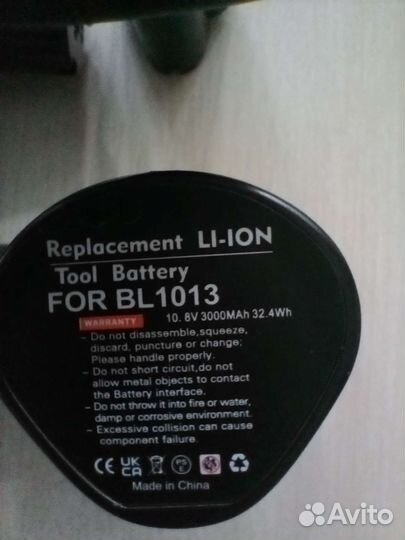 Replacement LI-ION
Tool Battery
FOR BL1013
WARRANTY 10.8V 3000MAh 32.4Wh
– Do not disassemble,squeeze,
discard, puncture or change;
Please handle properly.
– Do not short circuit,do not
allow metal objects to contact
the Battery interface.
– Do not throw it into fire or water,
damp or corrosive environment.
– Excessive collision can cause
component failure.
CE UK CA PS
Made in China
Avito